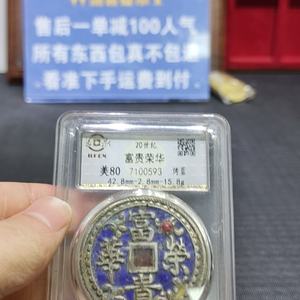 售后一单减100人气
所有东西包真不包退
看准下手运费到付
20世纪
富贵荣华
美80 7100593 烤蓝
42.8mm-2.8mm-15.8g
富
荣
华
贵